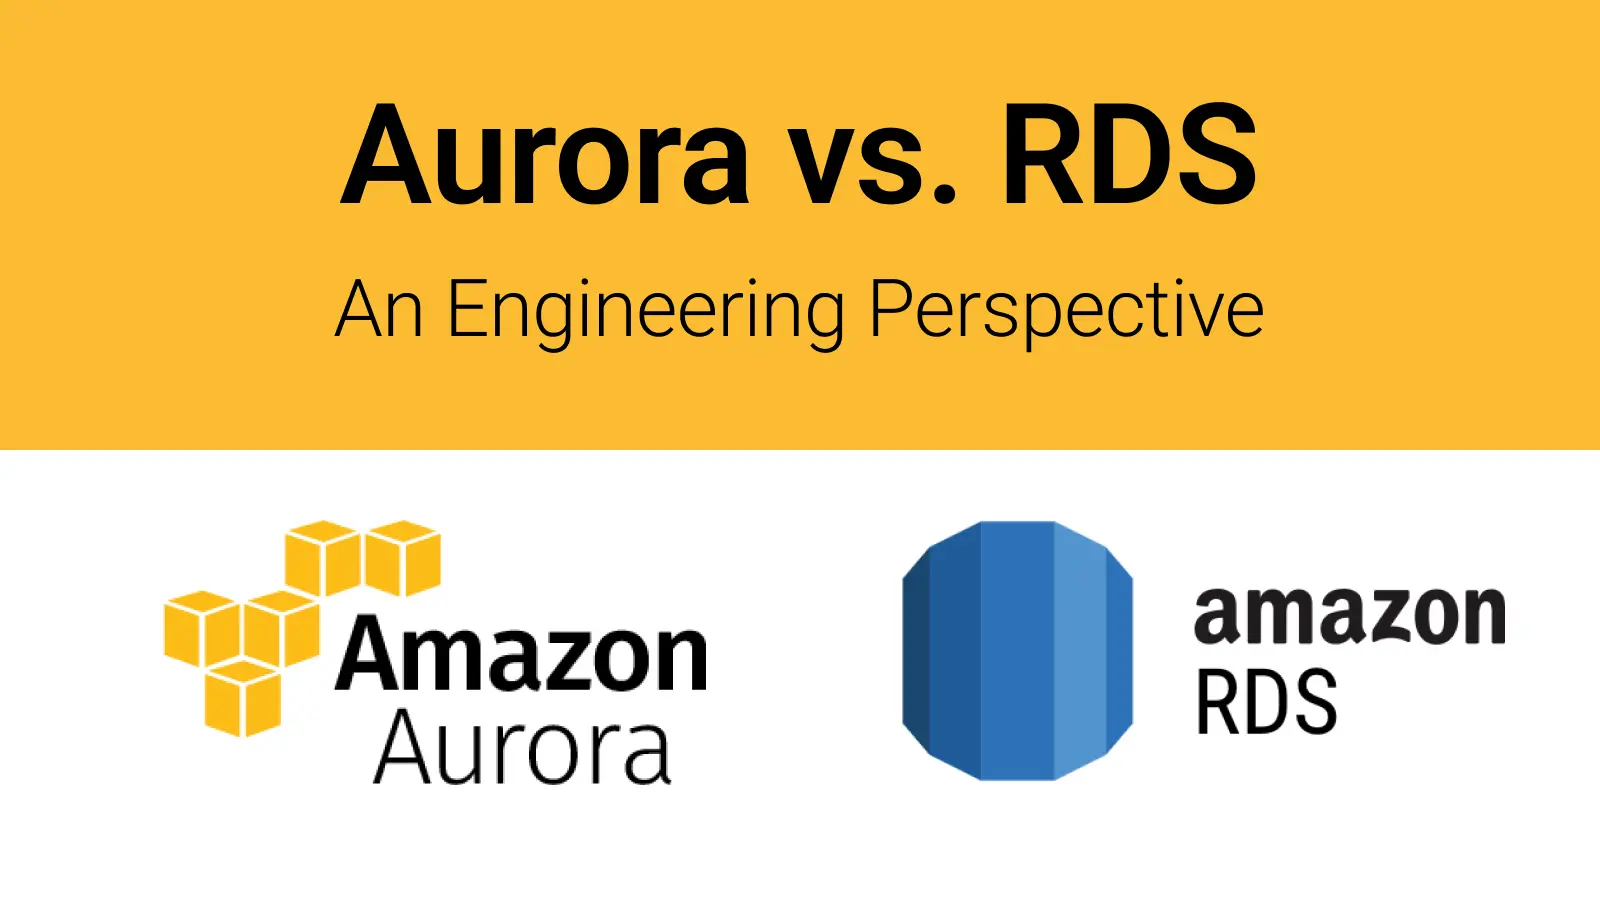 Aurora vs. RDS
An Engineering Perspective
Amazon
Aurora
amazon
RDS